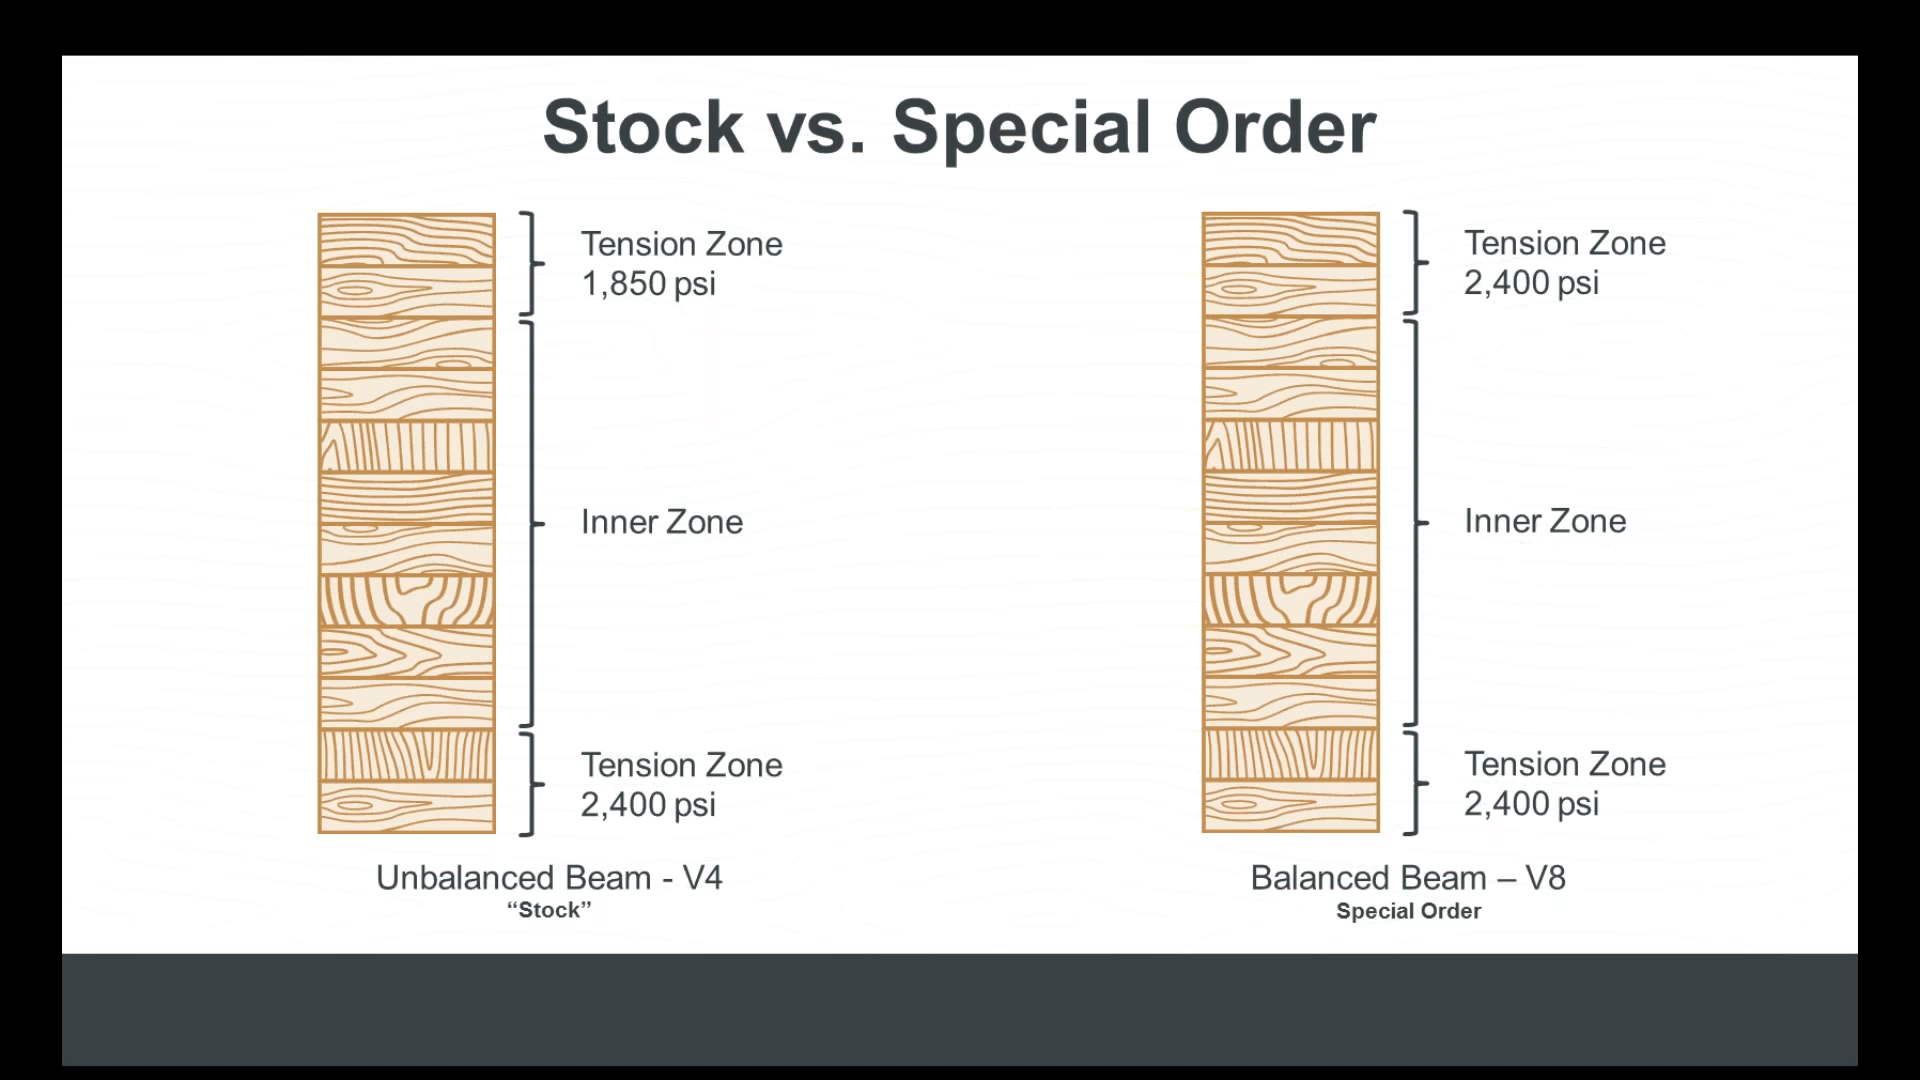 Stock vs. Special Order
Tension Zone
1,850 psi
Inner Zone
Tension Zone
2,400 psi
Unbalanced Beam - V4
“Stock”
Tension Zone
2,400 psi
Inner Zone
Tension Zone
2,400 psi
Balanced Beam – V8
Special Order